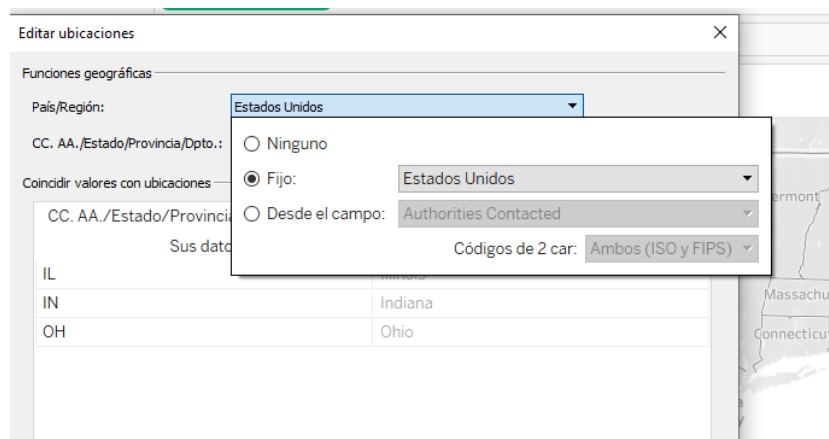 Editar ubicaciones
Funciones geográficas
País/Región:
Estados Unidos
CC. AA./Estado/Provincia/Dpto.:
Ninguno
Fijo:
Estados Unidos
Desde el campo:
Authorities Contacted
Códigos de 2 car:
Ambos (ISO y FIPS)
Coincidir valores con ubicaciones
CC. AA./Estado/Provincia
Sus dato
IL
Illinois
IN
Indiana
OH
Ohio
ermont
Massachu
Connecticut